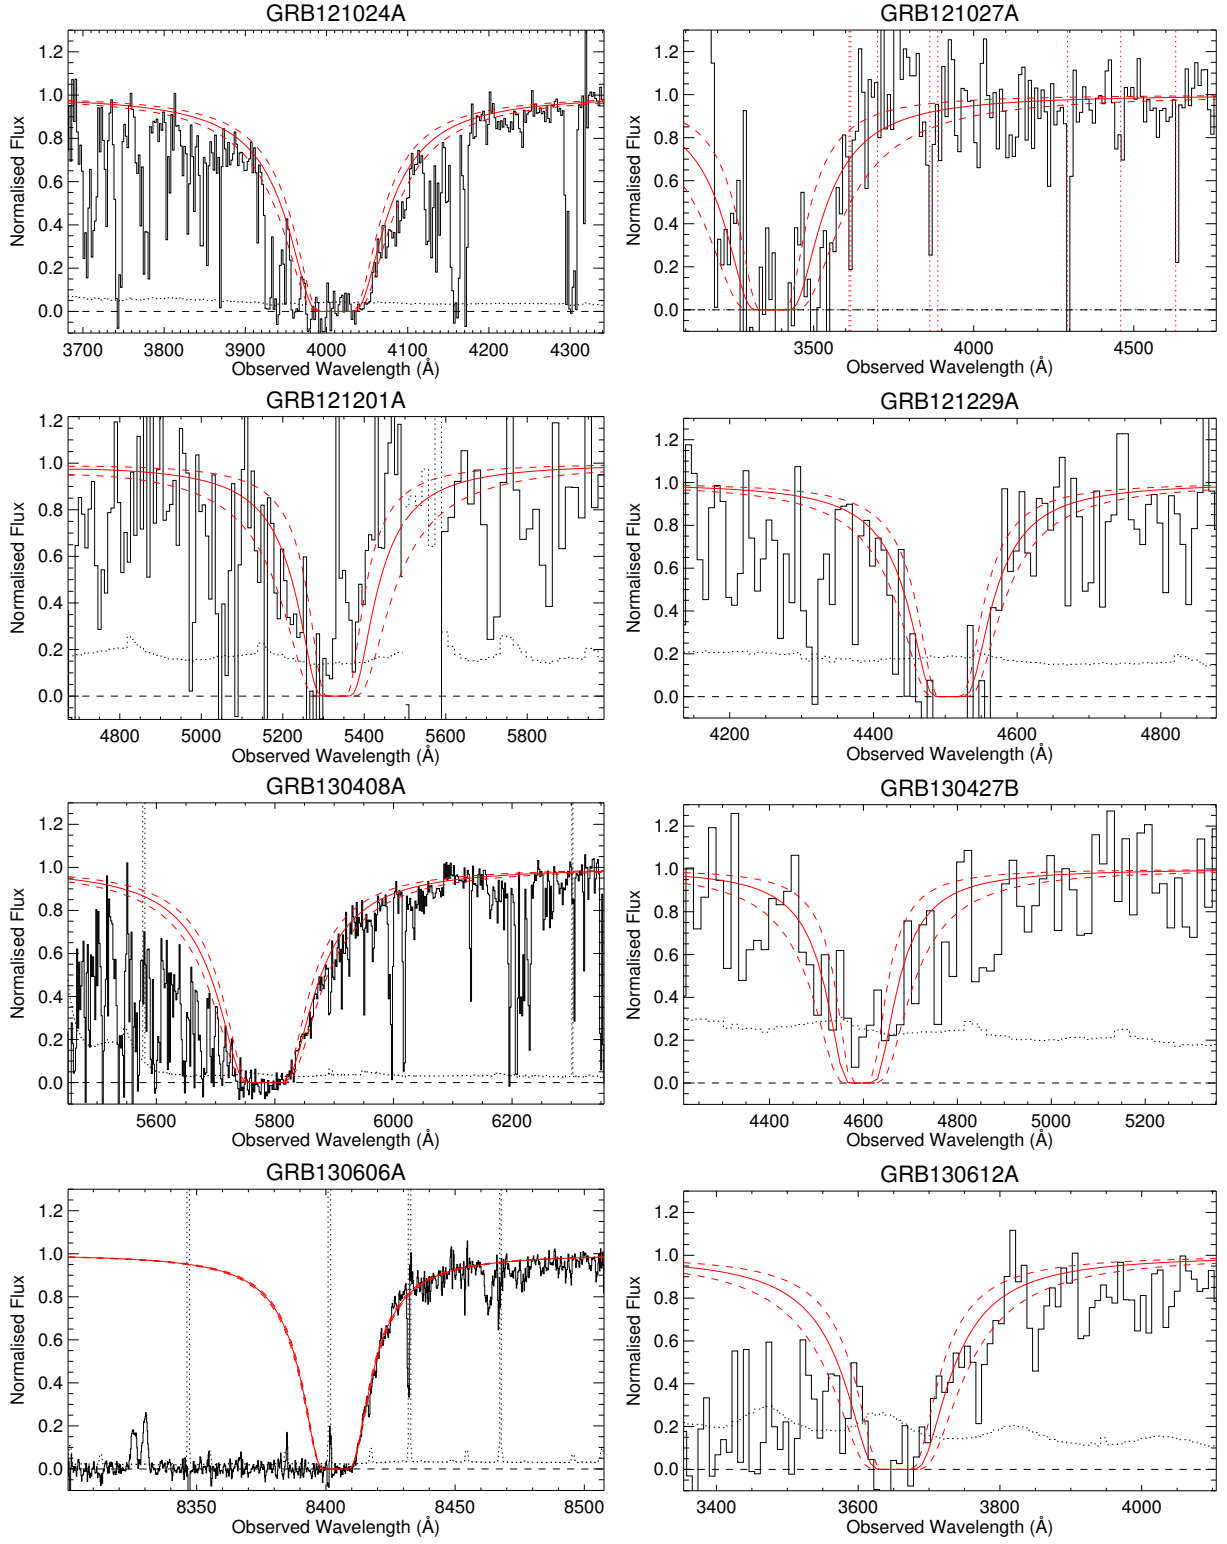 GRB121024A
Normalised Flux
1.2
1.0
0.8
0.6
0.4
0.2
0.0
3700 3800 3900 4000 4100 4200 4300
Observed Wavelength (Å)
GRB121027A
Normalised Flux
1.2
1.0
0.8
0.6
0.4
0.2
0.0
3500 4000 4500
Observed Wavelength (Å)
GRB121201A
Normalised Flux
1.2
1.0
0.8
0.6
0.4
0.2
0.0
4800 5000 5200 5400 5600 5800
Observed Wavelength (Å)
GRB121229A
Normalised Flux
1.2
1.0
0.8
0.6
0.4
0.2
0.0
4200 4400 4600 4800
Observed Wavelength (Å)
GRB130408A
Normalised Flux
1.2
1.0
0.8
0.6
0.4
0.2
0.0
5600 5800 6000 6200
Observed Wavelength (Å)
GRB130427B
Normalised Flux
1.2
1.0
0.8
0.6
0.4
0.2
0.0
4400 4600 4800 5000 5200
Observed Wavelength (Å)
GRB130606A
Normalised Flux
1.2
1.0
0.8
0.6
0.4
0.2
0.0
8350 8400 8450 8500
Observed Wavelength (Å)
GRB130612A
Normalised Flux
1.2
1.0
0.8
0.6
0.4
0.2
0.0
3400 3600 3800 4000
Observed Wavelength (Å)